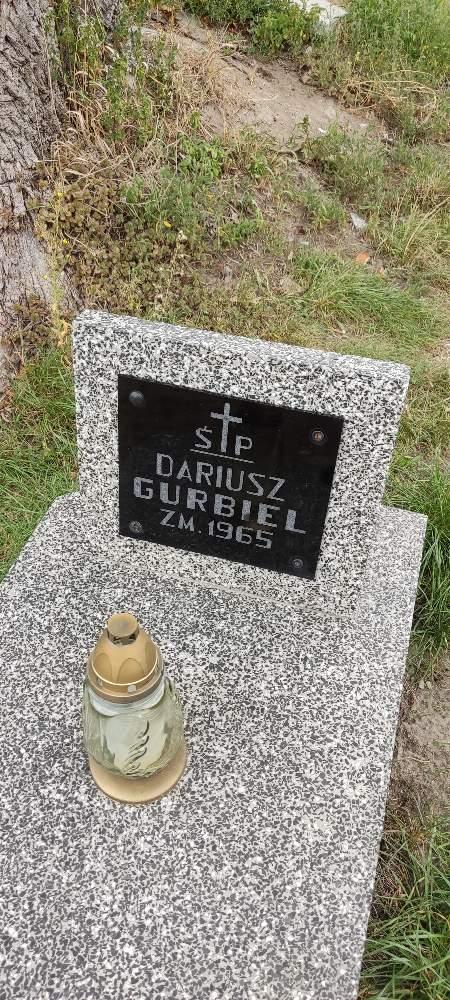 ŚP
DARIUSZ
GURBIEL
ZM. 1965